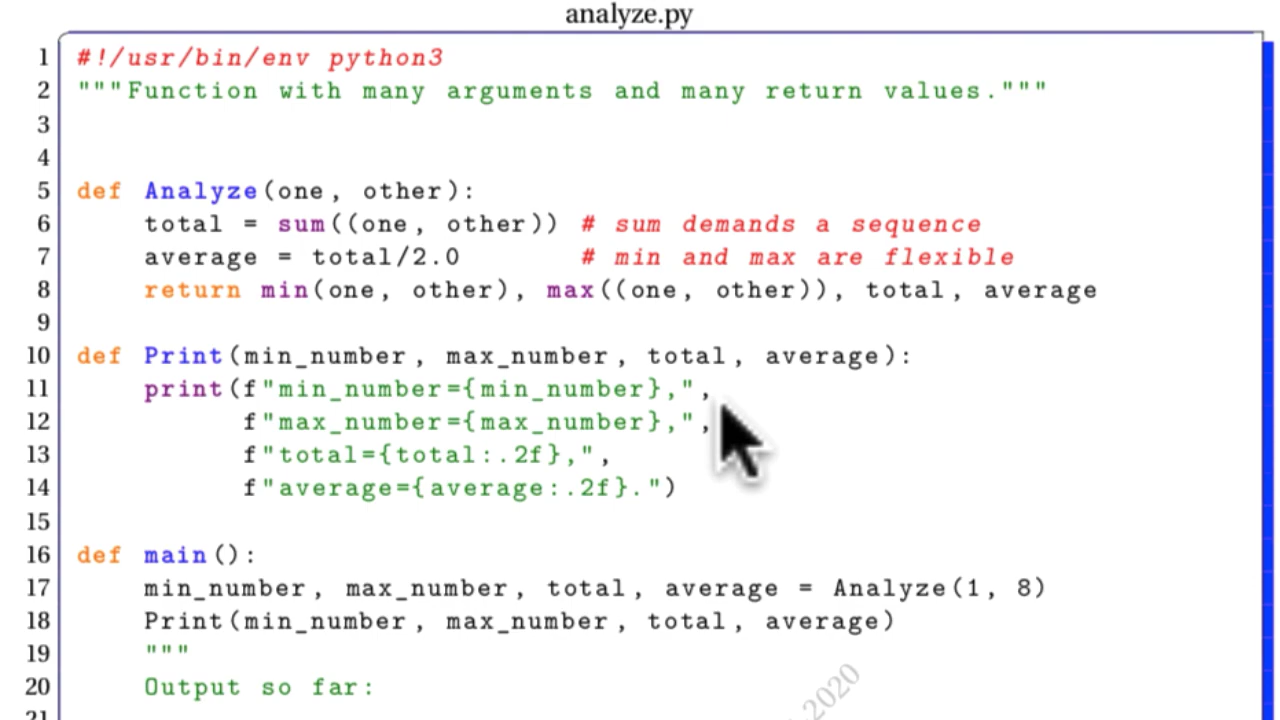 analyze.py
1 #!/usr/bin/env python3
2 """Function with many arguments and many return values."""
3
4
5 def Analyze(one, other):
6     total = sum((one, other)) # sum demands a sequence
7     average = total/2.0       # min and max are flexible
8     return min(one, other), max((one, other)), total, average
9
10 def Print(min_number, max_number, total, average):
11     print(f"min_number={min_number},",
12           f"max_number={max_number},",
13           f"total={total:.2f},",
14           f"average={average:.2f}.")
15
16 def main():
17     min_number, max_number, total, average = Analyze(1, 8)
18     Print(min_number, max_number, total, average)
19     """
20     Output so far:
21
2020